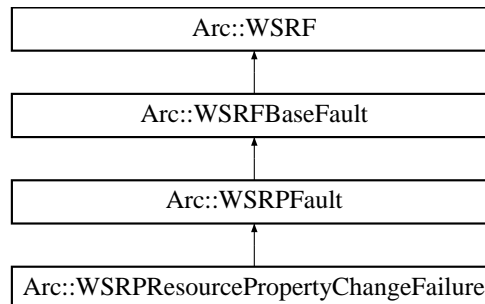 Arc::WSRF
Arc::WSRFBaseFault
Arc::WSRPFault
Arc::WSRPResourcePropertyChangeFailure